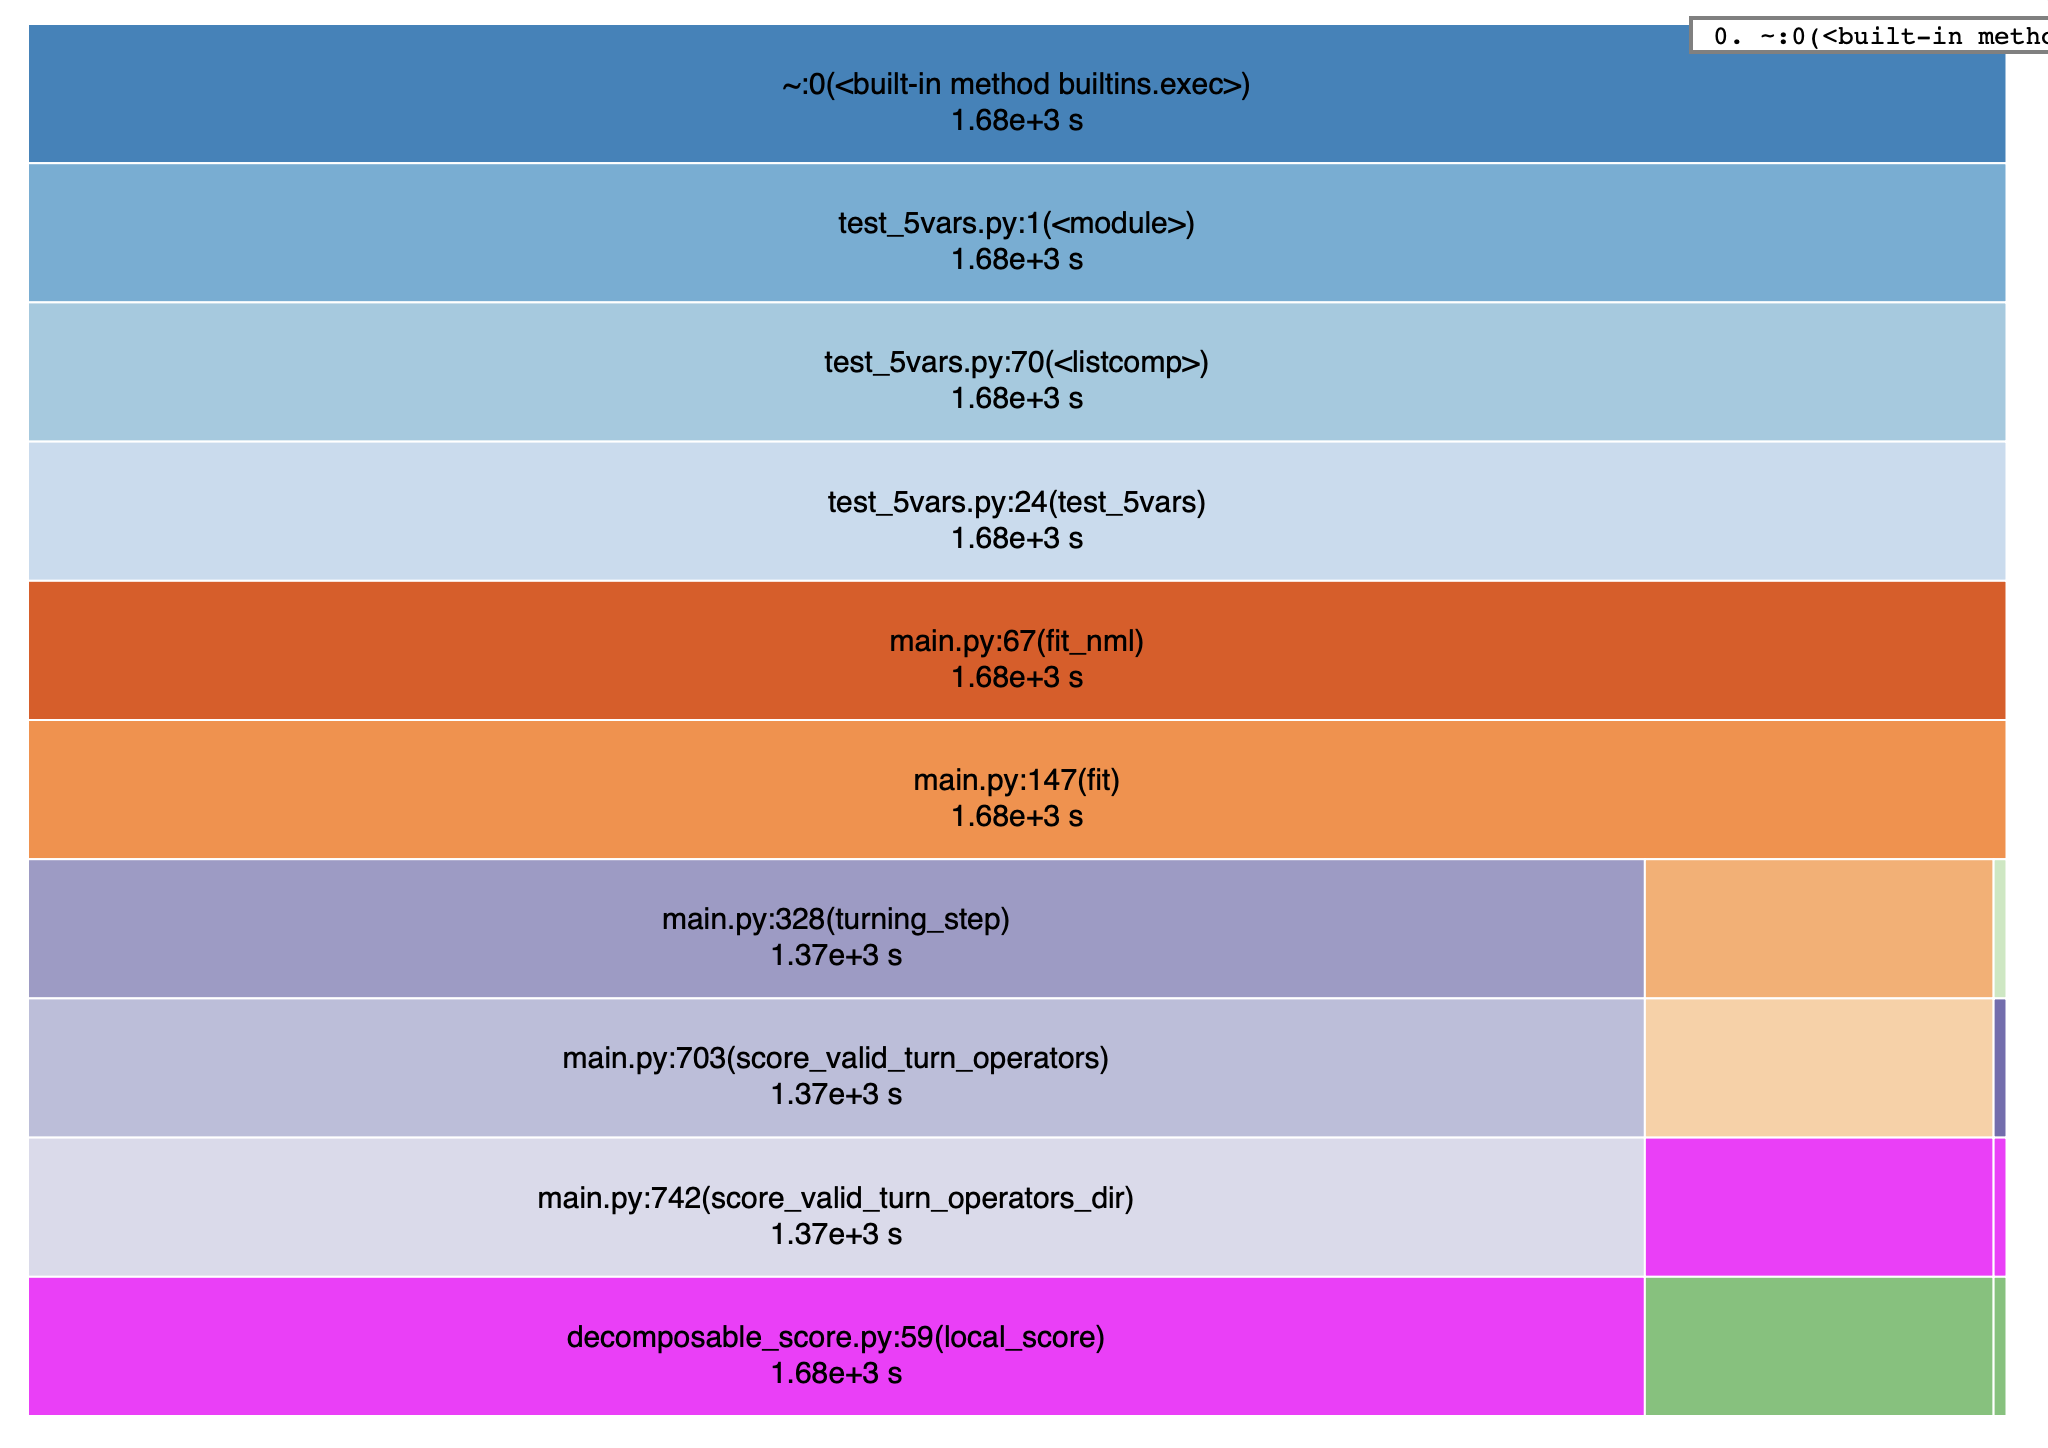 0. ~:0(<built-in
~:0(<built-in method builtins.exec>)
1.68e+3 s
test_5vars.py:1(<module>)
1.68e+3 s
test_5vars.py:70(<listcomp>)
1.68e+3 s
test_5vars.py:24(test_5vars)
1.68e+3 s
main.py:67(fit_nml)
1.68e+3 s
main.py:147(fit)
1.68e+3 s
main.py:328(turning_step)
1.37e+3 s
main.py:703(score_valid_turn_operators)
1.37e+3 s
main.py:742(score_valid_turn_operators_dir)
1.37e+3 s
decomposable_score.py:59(local_score)
1.68e+3 s